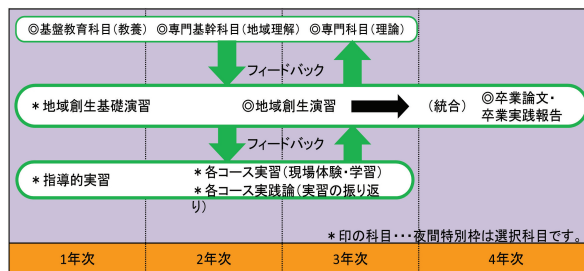 ◎基盤教育科目(教養) ◎専門基幹科目(地域理解) ◎専門科目(理論)
フィードバック
＊地域創生基礎演習 ◎地域創生演習 (統合) ◎卒業論文・
卒業実践報告
フィードバック
＊指導的実習 ＊各コース実習(現場体験・学習)
＊各コース実践論(実習の振り返
り)
＊印の科目・・・夜間特別枠は選択科目です。
1年次 2年次 3年次 4年次